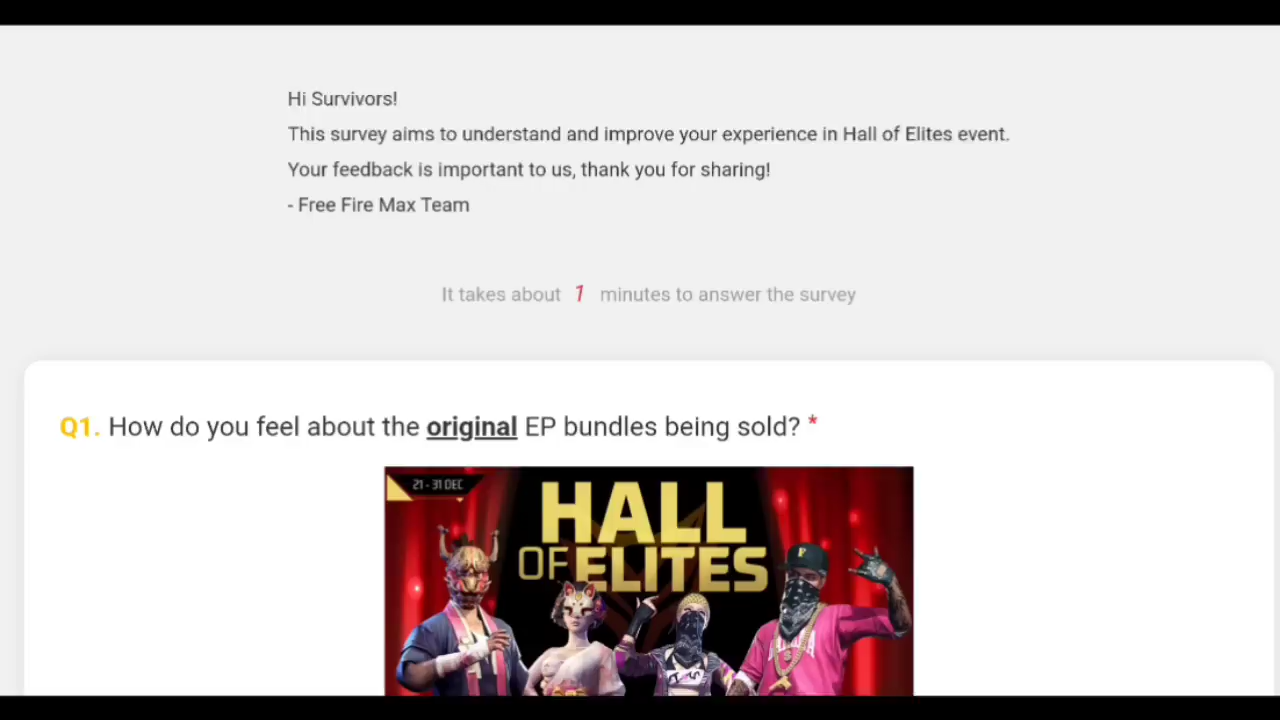 Hi Survivors!
This survey aims to understand and improve your experience in Hall of Elites event.
Your feedback is important to us, thank you for sharing!
- Free Fire Max Team
It takes about 1 minutes to answer the survey
Q1. How do you feel about the original EP bundles being sold? *
21 - 31 DEC
HALL
OF ELITES
F